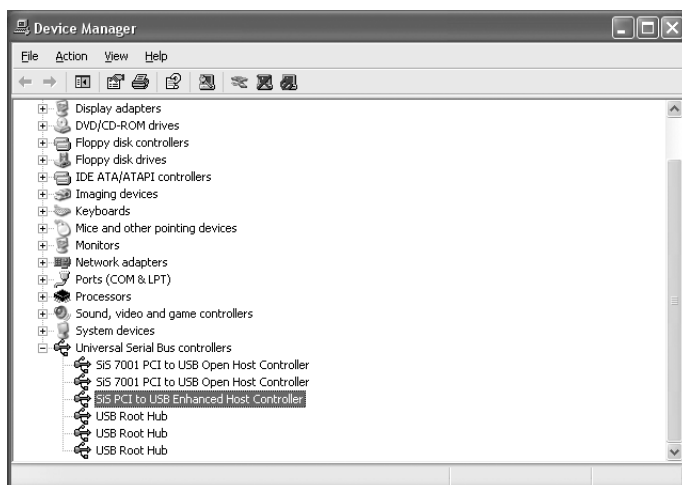 Device Manager
File Action View Help
Display adapters
DVD/CD-ROM drives
Floppy disk controllers
Floppy disk drives
IDE ATA/ATAPI controllers
Imaging devices
Keyboards
Mice and other pointing devices
Monitors
Network adapters
Ports (COM & LPT)
Processors
Sound, video and game controllers
System devices
Universal Serial Bus controllers
SiS 7001 PCI to USB Open Host Controller
SiS 7001 PCI to USB Open Host Controller
SiS PCI to USB Enhanced Host Controller
USB Root Hub
USB Root Hub
USB Root Hub